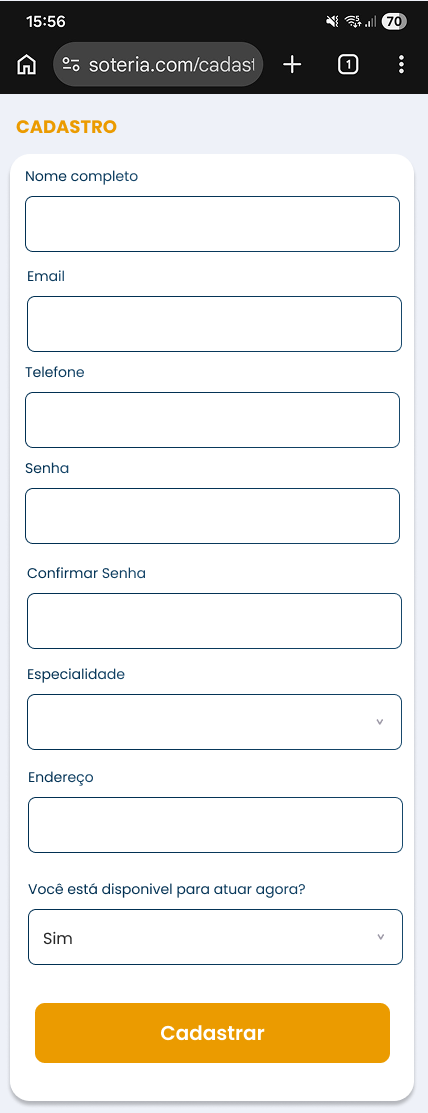 15:56
70
soteria.com/cadast
1
CADASTRO
Nome completo
Email
Telefone
Senha
Confirmar Senha
Especialidade
Endereço
Você está disponivel para atuar agora?
Sim
Cadastrar